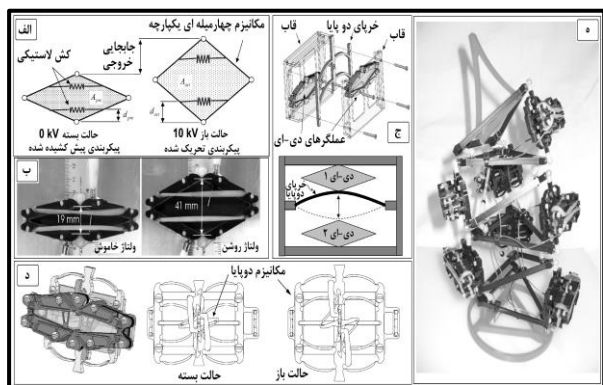 الف
مکانیزم چهارمیله ای یکپارچه
کش لاستیکی
جابجایی
خروجی
حالت بسته 0 kV
پیکربندی پیش کشیده شده
حالت باز 10 kV
پیکربندی تحریک شده
ب
19 mm
ولتاژ خاموش
41 mm
ولتاژ روشن
خرپای دو پایا
قاب
قاب
عملگرهای دی-ای
ج
دی-ای ۱
خرپای
دوپایا
دی-ای ۲
د
مکانیزم دوپایا
حالت بسته
حالت باز
ه